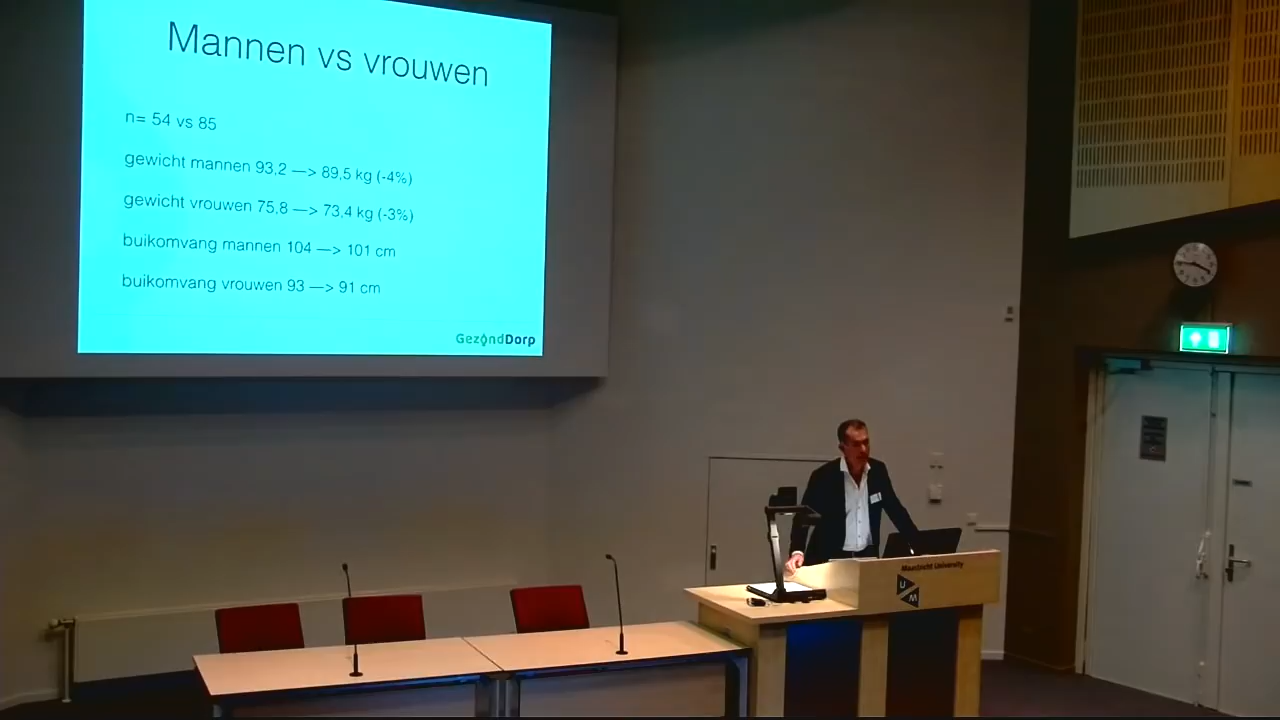 Mannen vs vrouwen
n= 54 vs 85
gewicht mannen 93,2 —> 89,5 kg (-4%)
gewicht vrouwen 75,8 —> 73,4 kg (-3%)
buikomvang mannen 104 —> 101 cm
buikomvang vrouwen 93 —> 91 cm
GezondDorp
Maastricht University
U
M